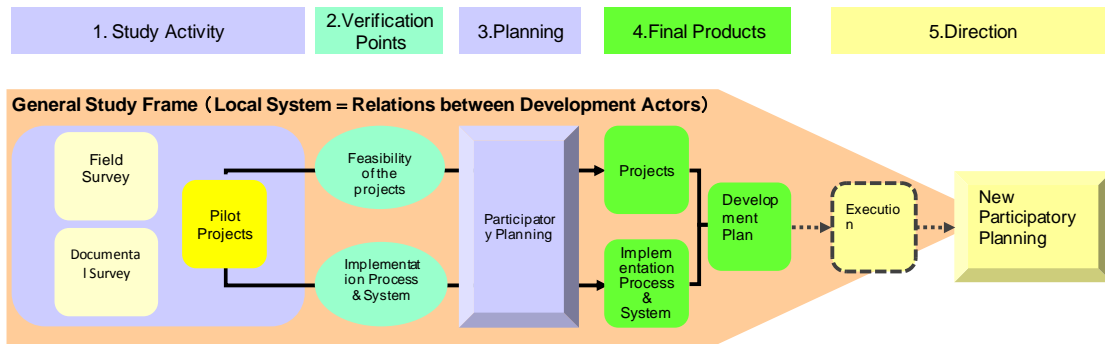 1. Study Activity
2.Verification
Points
3.Planning
4.Final Products
5.Direction
General Study Frame（Local System = Relations between Development Actors）
Field
Survey
Documenta
l Survey
Pilot
Projects
Feasibility
of the
projects
Implementat
ion Process
& System
Participator
y Planning
Projects
Implem
entation
Process
&
System
Develop
ment
Plan
Executio
n
New
Participatory
Planning